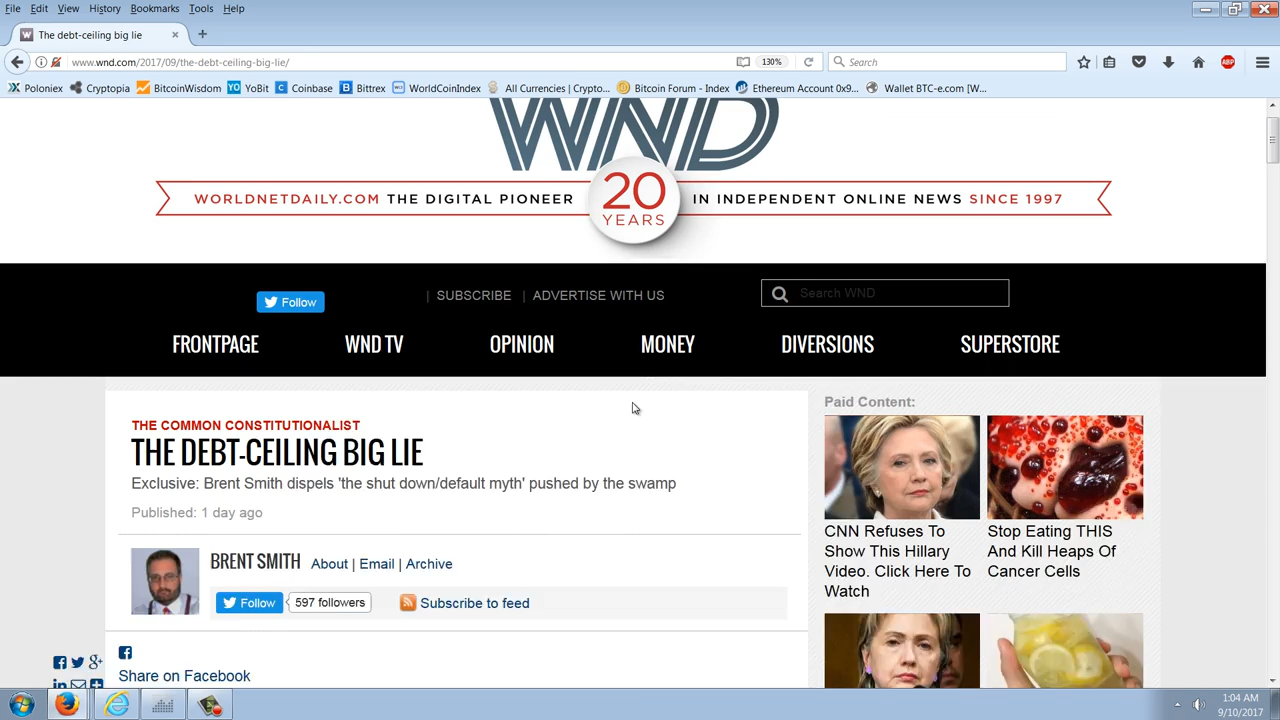 File Edit View History Bookmarks Tools Help
The debt-ceiling big lie
www.wnd.com/2017/09/the-debt-ceiling-big-lie/ 130% Search
Poloniex Cryptopia BitcoinWisdom YoBit Coinbase Bittrex WorldCoinIndex All Currencies | Crypto... Bitcoin Forum - Index Ethereum Account 0x9... Wallet BTC-e.com [W...
WND
WORLDNETDAILY.COM THE DIGITAL PIONEER 20 YEARS IN INDEPENDENT ONLINE NEWS SINCE 1997
Follow | SUBSCRIBE | ADVERTISE WITH US Search WND
FRONTPAGE WND TV OPINION MONEY DIVERSIONS SUPERSTORE
THE COMMON CONSTITUTIONALIST
THE DEBT-CEILING BIG LIE
Exclusive: Brent Smith dispels 'the shut down/default myth' pushed by the swamp
Published: 1 day ago
BRENT SMITH About | Email | Archive
Follow 597 followers Subscribe to feed
Share on Facebook
Paid Content:
CNN Refuses To
Show This Hillary
Video. Click Here To
Watch
Stop Eating THIS
And Kill Heaps Of
Cancer Cells
1:04 AM
9/10/2017